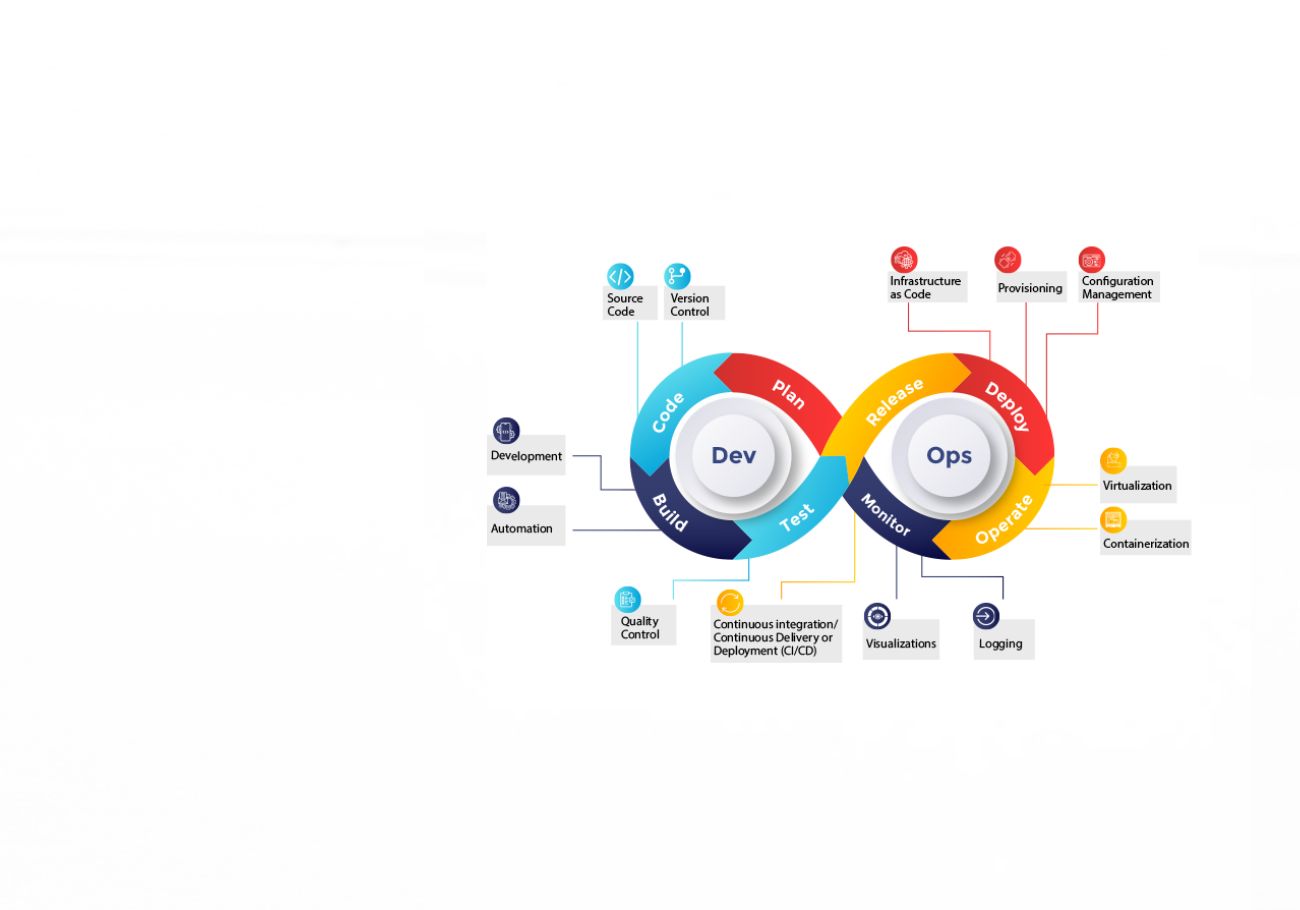 Source
Code
Version
Control
Infrastructure
as Code
Provisioning
Configuration
Management
Plan
Code
Release
Deploy
Development
Dev
Ops
Virtualization
Build
Test
Monitor
Operate
Automation
Containerization
Quality
Control
Continuous integration/
Continuous Delivery or
Deployment (CI/CD)
Visualizations
Logging